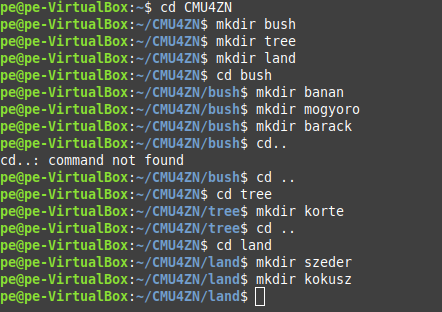 pe@pe-VirtualBox:~$ cd CMU4ZN
pe@pe-VirtualBox:~/CMU4ZN$ mkdir bush
pe@pe-VirtualBox:~/CMU4ZN$ mkdir tree
pe@pe-VirtualBox:~/CMU4ZN$ mkdir land
pe@pe-VirtualBox:~/CMU4ZN$ cd bush
pe@pe-VirtualBox:~/CMU4ZN/bush$ mkdir banan
pe@pe-VirtualBox:~/CMU4ZN/bush$ mkdir mogyoro
pe@pe-VirtualBox:~/CMU4ZN/bush$ mkdir barack
pe@pe-VirtualBox:~/CMU4ZN/bush$ cd..
cd..: command not found
pe@pe-VirtualBox:~/CMU4ZN/bush$ cd ..
pe@pe-VirtualBox:~/CMU4ZN$ cd tree
pe@pe-VirtualBox:~/CMU4ZN/tree$ mkdir korte
pe@pe-VirtualBox:~/CMU4ZN/tree$ cd ..
pe@pe-VirtualBox:~/CMU4ZN$ cd land
pe@pe-VirtualBox:~/CMU4ZN/land$ mkdir szeder
pe@pe-VirtualBox:~/CMU4ZN/land$ mkdir kokusz
pe@pe-VirtualBox:~/CMU4ZN/land$